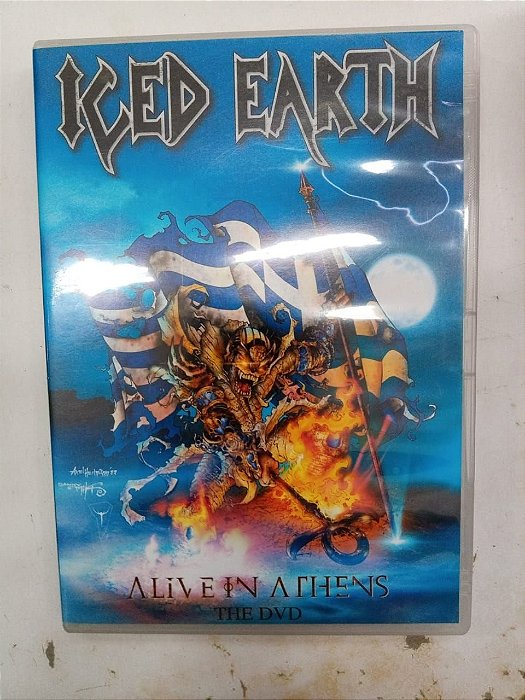 ICED EARTH
ALIVE IN ATHENS
THE DVD